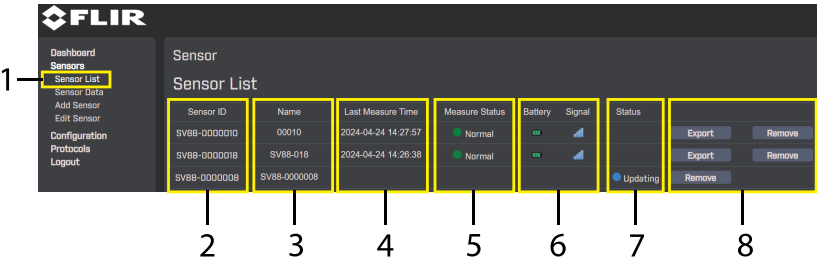 FLIR
Dashboard
Sensors
1 Sensor List
Sensor Data
Add Sensor
Edit Sensor
Configuration
Protocols
Logout
Sensor
Sensor List
Sensor ID Name Last Measure Time Measure Status Battery Signal Status
SV88-0000010 00010 2024-04-24 14:27:57 Normal Export Remove
SV88-0000018 SV88-018 2024-04-24 14:26:38 Normal Export Remove
SV88-0000008 SV88-0000008 Updating Remove
2 3 4 5 6 7 8